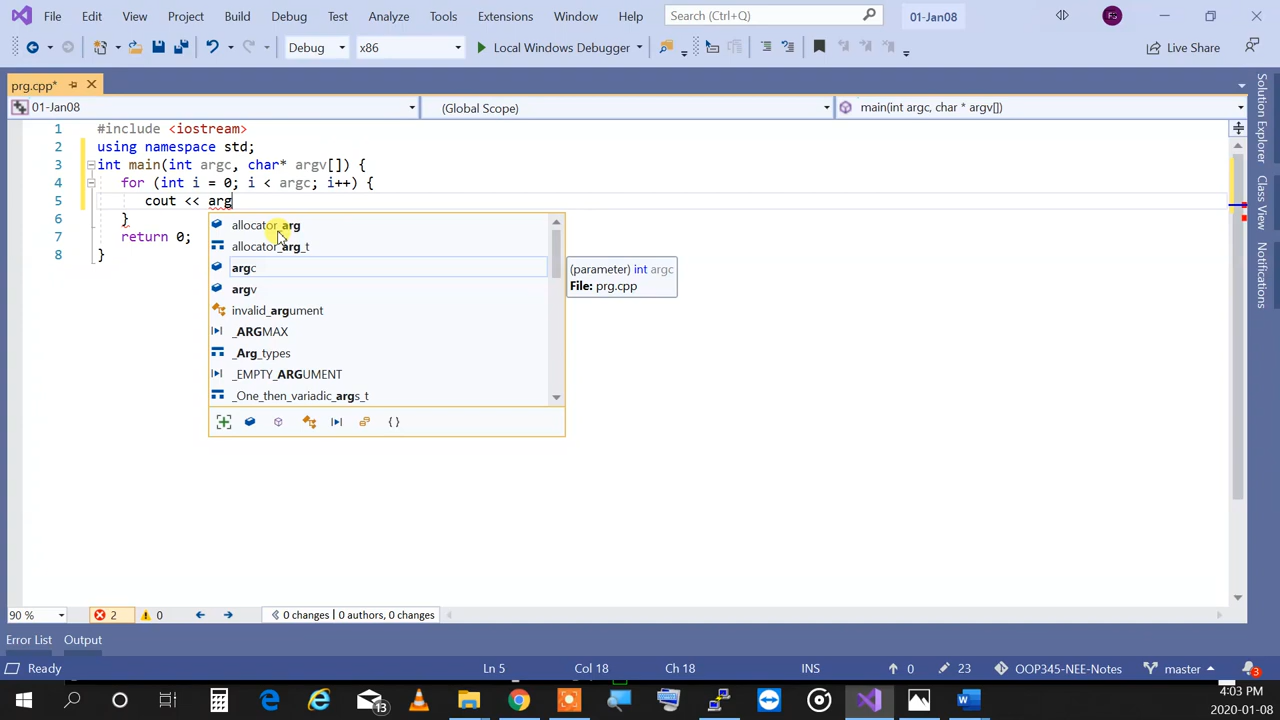 File Edit View Project Build Debug Test Analyze Tools Extensions Window Help Search (Ctrl+Q) 01-Jan08 FS
Debug x86 Local Windows Debugger Live Share
prg.cpp*
01-Jan08 (Global Scope) main(int argc, char * argv[])
1 #include <iostream>
2 using namespace std;
3 int main(int argc, char* argv[]) {
4 for (int i = 0; i < argc; i++) {
5 cout << arg
6 }
7 return 0;
8 }
allocator_arg
allocator_arg_t
argc
argv
invalid_argument
_ARGMAX
_Arg_types
_EMPTY_ARGUMENT
_One_then_variadic_args_t
{ }
(parameter) int argc
File: prg.cpp
Solution Explorer
Class View
Notifications
90 % 2 0 0 changes | 0 authors, 0 changes
Error List Output
Ready Ln 5 Col 18 Ch 18 INS 0 23 OOP345-NEE-Notes master 3
13
4:03 PM
2020-01-08